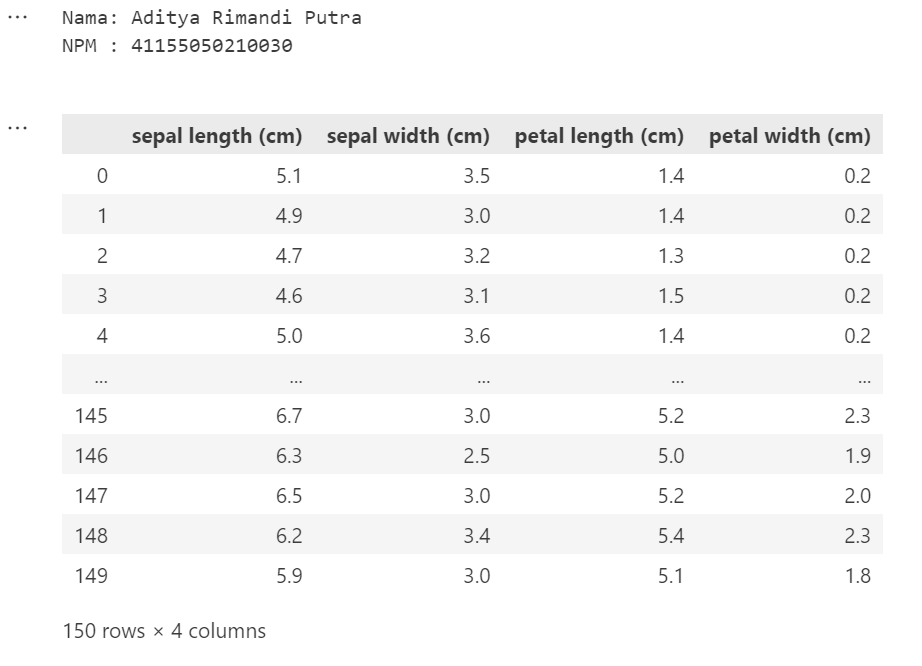 ... Nama: Aditya Rimandi Putra
NPM : 41155050210030
... sepal length (cm) sepal width (cm) petal length (cm) petal width (cm)
0 5.1 3.5 1.4 0.2
1 4.9 3.0 1.4 0.2
2 4.7 3.2 1.3 0.2
3 4.6 3.1 1.5 0.2
4 5.0 3.6 1.4 0.2
... ... ... ... ...
145 6.7 3.0 5.2 2.3
146 6.3 2.5 5.0 1.9
147 6.5 3.0 5.2 2.0
148 6.2 3.4 5.4 2.3
149 5.9 3.0 5.1 1.8
150 rows × 4 columns